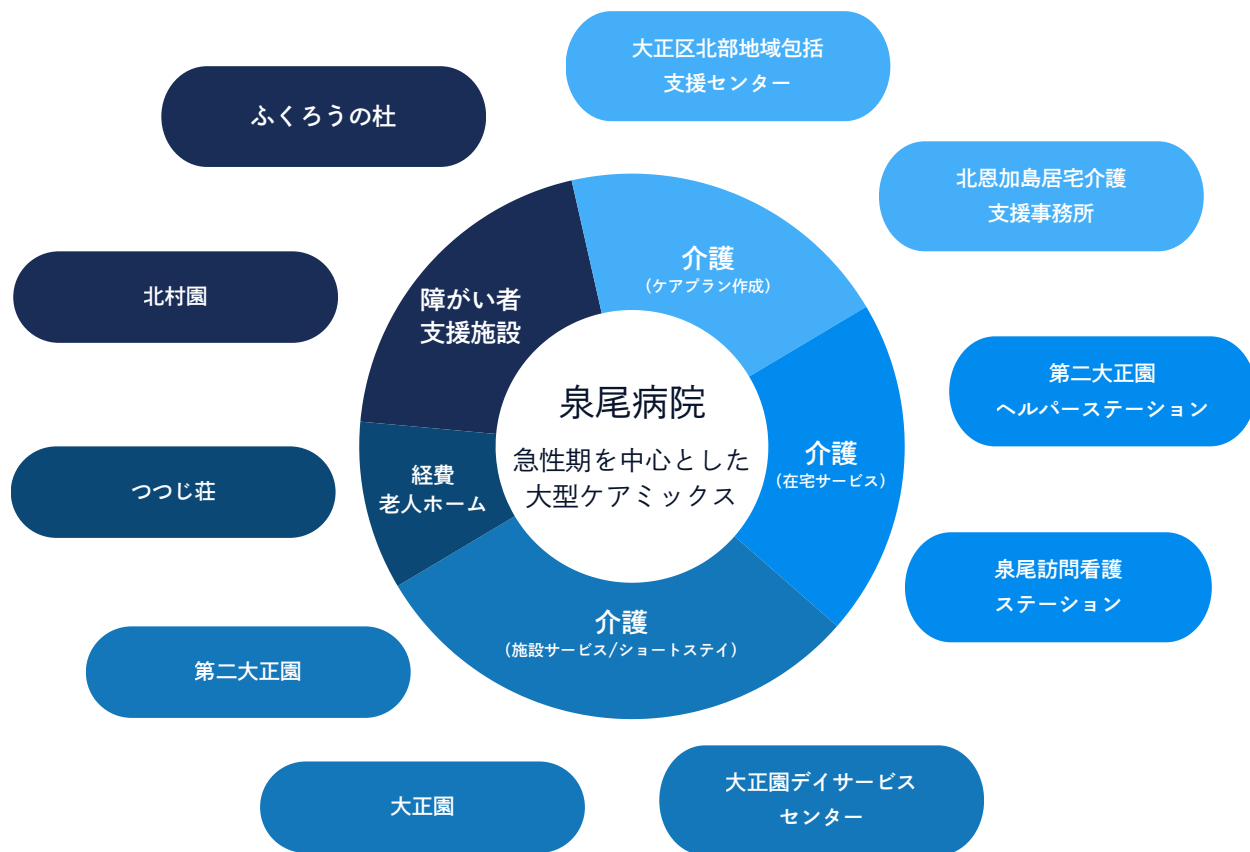 大正区北部地域包括
支援センター
ふくろうの杜
北恩加島居宅介護
支援事務所
介護
(ケアプラン作成)
北村園
障がい者
支援施設
第二大正園
ヘルパーステーション
泉尾病院
急性期を中心とした
大型ケアミックス
介護
(在宅サービス)
つつじ荘
経費
老人ホーム
泉尾訪問看護
ステーション
介護
(施設サービス/ショートステイ)
第二大正園
大正園
大正園デイサービス
センター